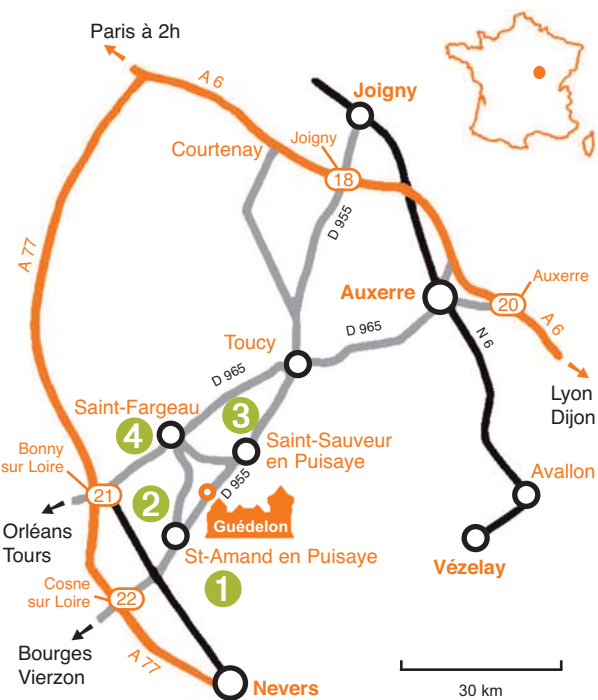 Paris à 2h
A 6
Joigny
Joigny
Courtenay
18
D 955
A 77
Auxerre
Auxerre
20
D 965
N 6
A 6
Toucy
Lyon
Dijon
D 965
Saint-Fargeau
3
4
Saint-Sauveur
en Puisaye
Bonny
sur Loire
21
D 955
Avallon
2
Guédelon
Orléans
Tours
St-Amand en Puisaye
Vézelay
1
Cosne
sur Loire
22
Bourges
Vierzon
A 77
Nevers
30 km